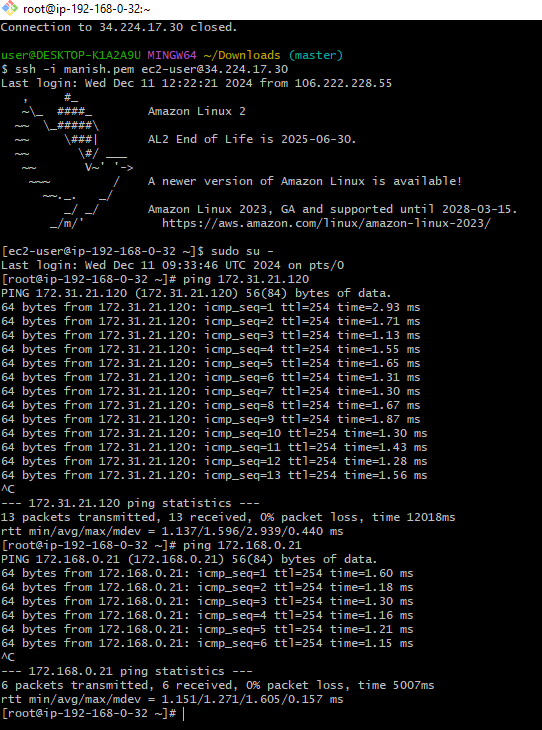 root@ip-192-168-0-32:~
Connection to 34.224.17.30 closed.
user@DESKTOP-K1A2A9U MINGW64 ~/Downloads (master)
$ ssh -i manish.pem ec2-user@34.224.17.30
Last login: Wed Dec 11 12:22:21 2024 from 106.222.228.55
   ,     #_
   ~\_  ####_        Amazon Linux 2
  ~~  \_#####\
  ~~     \###|       AL2 End of Life is 2025-06-30.
  ~~       \#/ ___
   ~~       V~' '->
    ~~~         /    A newer version of Amazon Linux is available!
      ~~._.   _/
         _/ _/       Amazon Linux 2023, GA and supported until 2028-03-15.
       _/m/'           https://aws.amazon.com/linux/amazon-linux-2023/
[ec2-user@ip-192-168-0-32 ~]$ sudo su -
Last login: Wed Dec 11 09:33:46 UTC 2024 on pts/0
[root@ip-192-168-0-32 ~]# ping 172.31.21.120
PING 172.31.21.120 (172.31.21.120) 56(84) bytes of data.
64 bytes from 172.31.21.120: icmp_seq=1 ttl=254 time=2.93 ms
64 bytes from 172.31.21.120: icmp_seq=2 ttl=254 time=1.71 ms
64 bytes from 172.31.21.120: icmp_seq=3 ttl=254 time=1.13 ms
64 bytes from 172.31.21.120: icmp_seq=4 ttl=254 time=1.55 ms
64 bytes from 172.31.21.120: icmp_seq=5 ttl=254 time=1.65 ms
64 bytes from 172.31.21.120: icmp_seq=6 ttl=254 time=1.31 ms
64 bytes from 172.31.21.120: icmp_seq=7 ttl=254 time=1.30 ms
64 bytes from 172.31.21.120: icmp_seq=8 ttl=254 time=1.67 ms
64 bytes from 172.31.21.120: icmp_seq=9 ttl=254 time=1.87 ms
64 bytes from 172.31.21.120: icmp_seq=10 ttl=254 time=1.30 ms
64 bytes from 172.31.21.120: icmp_seq=11 ttl=254 time=1.43 ms
64 bytes from 172.31.21.120: icmp_seq=12 ttl=254 time=1.28 ms
64 bytes from 172.31.21.120: icmp_seq=13 ttl=254 time=1.56 ms
^C
--- 172.31.21.120 ping statistics ---
13 packets transmitted, 13 received, 0% packet loss, time 12018ms
rtt min/avg/max/mdev = 1.137/1.596/2.939/0.440 ms
[root@ip-192-168-0-32 ~]# ping 172.168.0.21
PING 172.168.0.21 (172.168.0.21) 56(84) bytes of data.
64 bytes from 172.168.0.21: icmp_seq=1 ttl=254 time=1.60 ms
64 bytes from 172.168.0.21: icmp_seq=2 ttl=254 time=1.18 ms
64 bytes from 172.168.0.21: icmp_seq=3 ttl=254 time=1.30 ms
64 bytes from 172.168.0.21: icmp_seq=4 ttl=254 time=1.16 ms
64 bytes from 172.168.0.21: icmp_seq=5 ttl=254 time=1.21 ms
64 bytes from 172.168.0.21: icmp_seq=6 ttl=254 time=1.15 ms
^C
--- 172.168.0.21 ping statistics ---
6 packets transmitted, 6 received, 0% packet loss, time 5007ms
rtt min/avg/max/mdev = 1.151/1.271/1.605/0.157 ms
[root@ip-192-168-0-32 ~]#